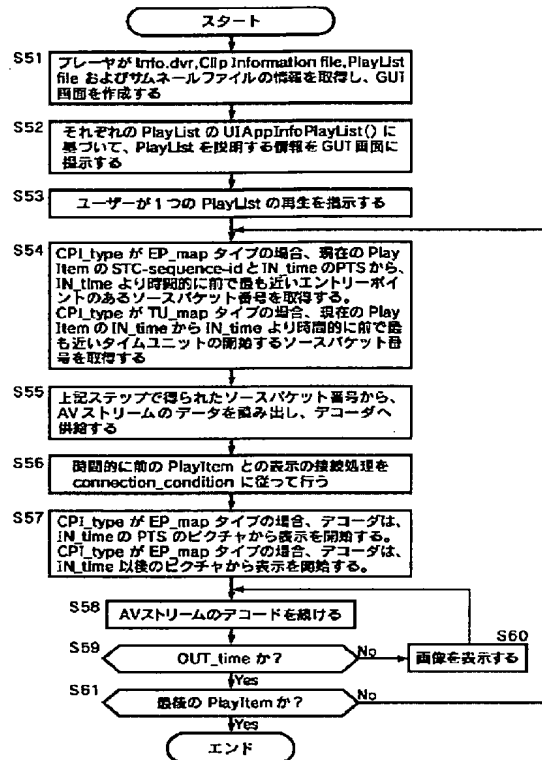 スタート
S51
プレーヤが Info.dvr,Clip Information file,PlayList
file およびサムネールファイルの情報を取得し、GUI
画面を作成する
S52
それぞれの PlayList の UIAppInfoPlayList() に
基づいて、PlayList を説明する情報を GUI 画面に
提示する
S53
ユーザーが 1 つの PlayList の再生を指示する
S54
CPI_type が EP_map タイプの場合、現在の Play
Item の STC-sequence-id と IN_time の PTS から、
IN_time より時間的に前で最も近いエントリーポイ
ントのあるソースパケット番号を取得する。
CPI_type が TU_map タイプの場合、現在の Play
Item の IN_time から IN_time より時間的に前で最
も近いタイムユニットの開始するソースパケット番
号を取得する
S55
上記ステップで得られたソースパケット番号から、
AVストリームのデータを読み出し、デコーダへ
供給する
S56
時間的に前の PlayItem との表示の接続処理を
connection_condition に従って行う
S57
CPI_type が EP_map タイプの場合、デコーダは、
IN_time の PTS のピクチャから表示を開始する。
CPI_type が EP_map タイプの場合、デコーダは、
IN_time 以後のピクチャから表示を開始する。
S58
AVストリームのデコードを続ける
S59
OUT_time か？
No
S60
画像を表示する
Yes
S61
最後の PlayItem か？
No
Yes
エンド